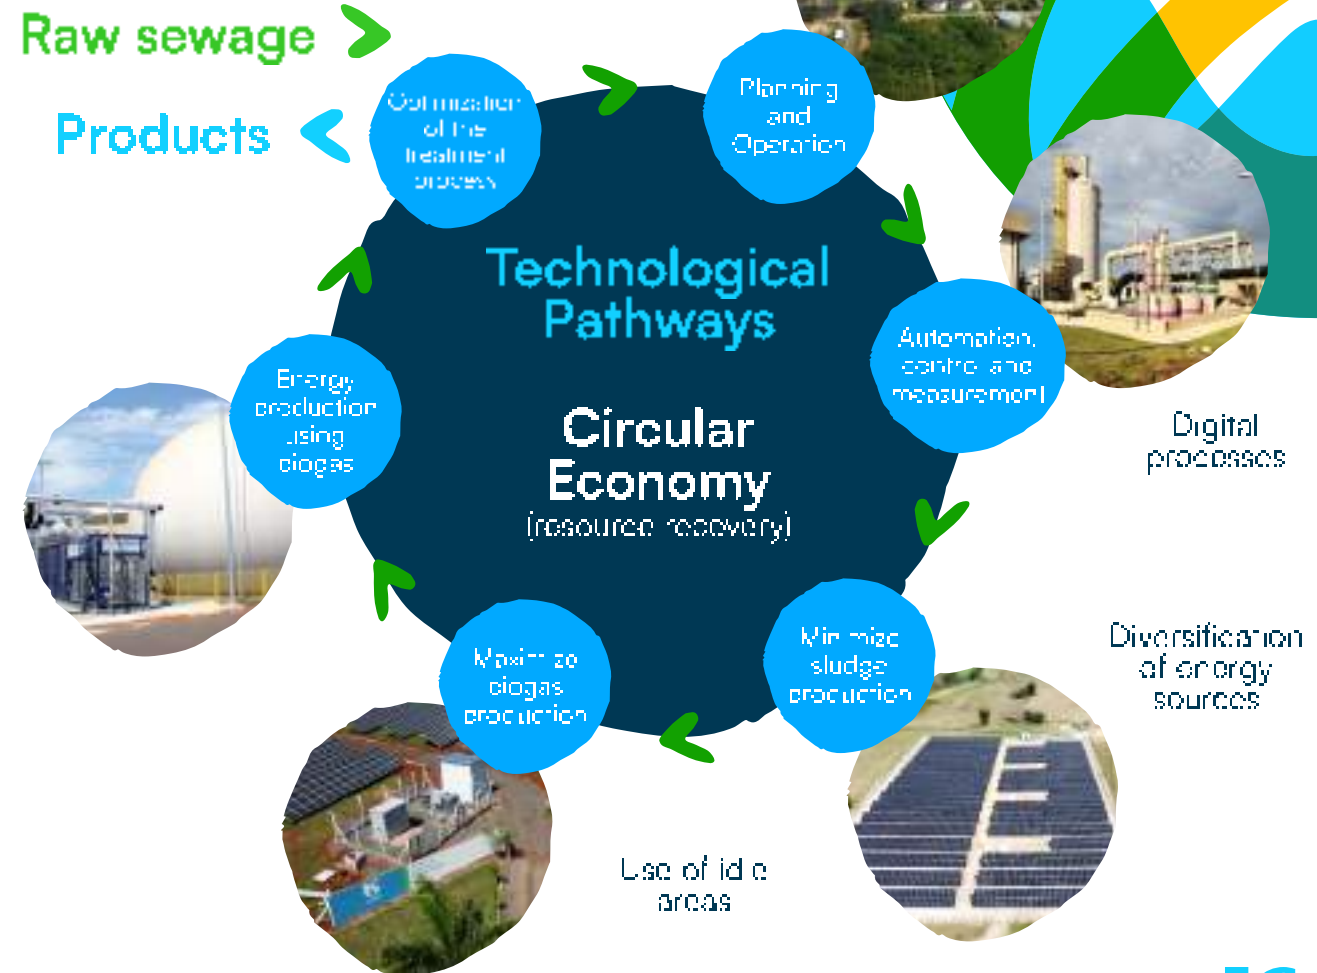 Raw sewage
Products
Optimization
of the
treatment
process
Planning
and
Operation
Technological
Pathways
Automation,
control and
measurement
Energy
production
using
biogas
Circular
Economy
(resource recovery)
Digital
processes
Maximize
biogas
production
Minimize
sludge
production
Diversification
of energy
sources
Use of idle
areas